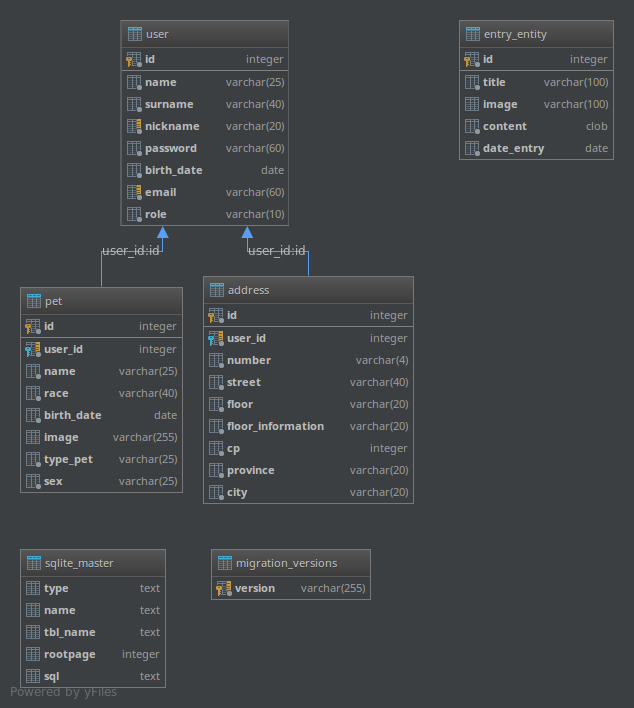 user
id integer
name varchar(25)
surname varchar(40)
nickname varchar(20)
password varchar(60)
birth_date date
email varchar(60)
role varchar(10)
entry_entity
id integer
title varchar(100)
image varchar(100)
content clob
date_entry date
user_id:id
user_id:id
pet
id integer
user_id integer
name varchar(25)
race varchar(40)
birth_date date
image varchar(255)
type_pet varchar(25)
sex varchar(25)
address
id integer
user_id integer
number varchar(4)
street varchar(40)
floor varchar(20)
floor_information varchar(20)
cp integer
province varchar(20)
city varchar(20)
sqlite_master
type text
name text
tbl_name text
rootpage integer
sql text
migration_versions
version varchar(255)
Powered by yFiles